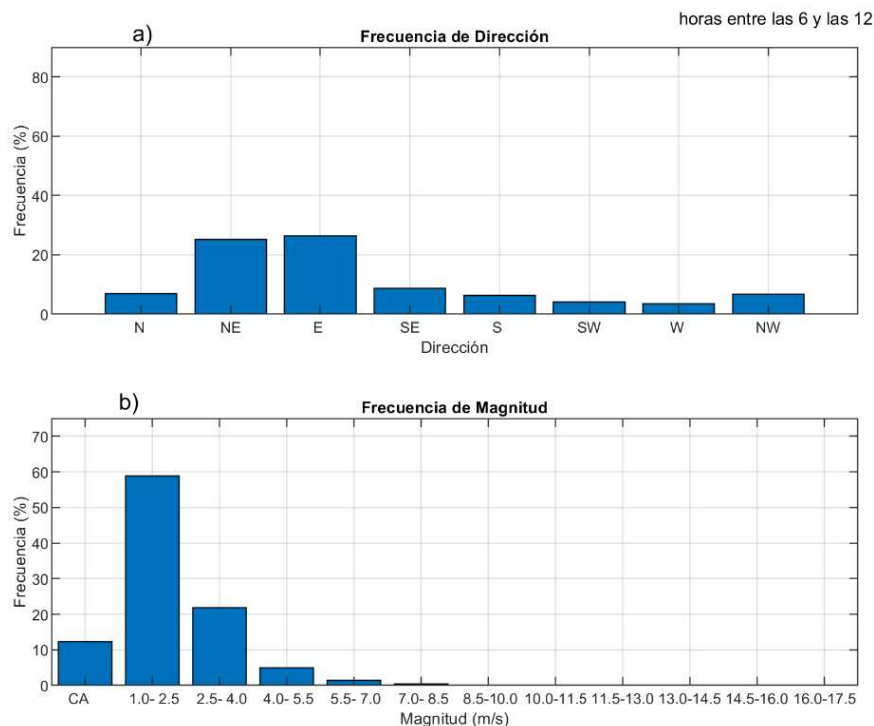 horas entre las 6 y las 12
a)
Frecuencia de Dirección
Frecuencia (%)
80
60
40
20
0
N NE E SE S SW W NW
Dirección
b)
Frecuencia de Magnitud
Frecuencia (%)
70
60
50
40
30
20
10
0
CA 1.0- 2.5 2.5- 4.0 4.0- 5.5 5.5- 7.0 7.0- 8.5 8.5-10.0 10.0-11.5 11.5-13.0 13.0-14.5 14.5-16.0 16.0-17.5
Magnitud (m/s)